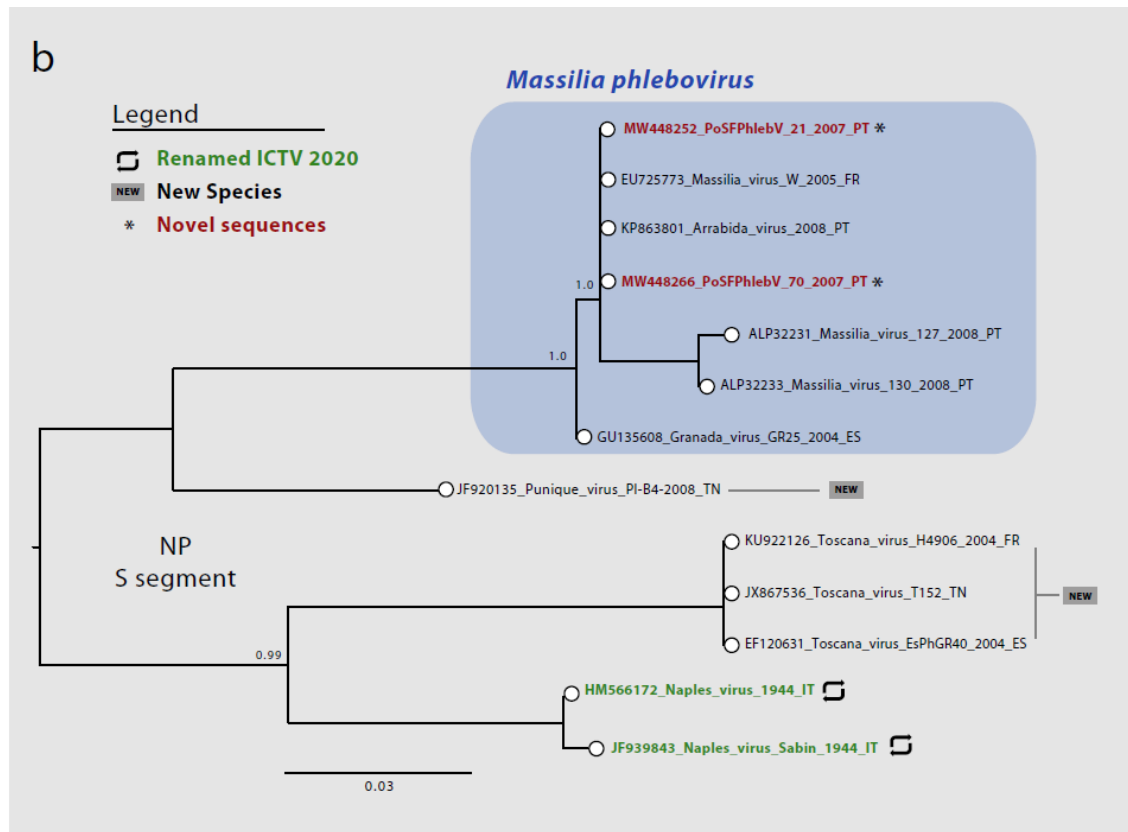 b
Massilia phlebovirus
Legend
Renamed ICTV 2020
NEW New Species
* Novel sequences
MW448252_PoSFPhlebV_21_2007_PT *
EU725773_Massilia_virus_W_2005_FR
KP863801_Arrabida_virus_2008_PT
1.0
MW448266_PoSFPhlebV_70_2007_PT *
ALP32231_Massilia_virus_127_2008_PT
1.0
ALP32233_Massilia_virus_130_2008_PT
GU135608_Granada_virus_GR25_2004_ES
JF920135_Punique_virus_PI-B4-2008_TN NEW
NP
S segment
KU922126_Toscana_virus_H4906_2004_FR
JX867536_Toscana_virus_T152_TN NEW
EF120631_Toscana_virus_EsPhGR40_2004_ES
0.99
HM566172_Naples_virus_1944_IT
JF939843_Naples_virus_Sabin_1944_IT
0.03